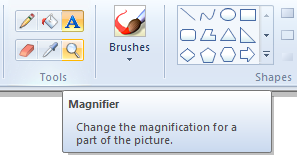 A
Brushes
Tools
Shapes
Magnifier
Change the magnification for a
part of the picture.